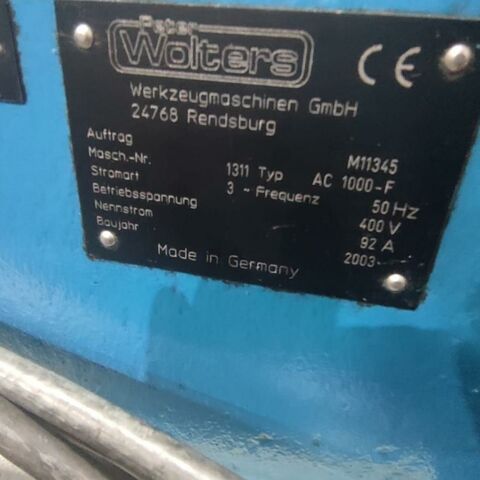 Peter
Wolters
CE
Werkzeugmaschinen GmbH
24768 Rendsburg
Auftrag M11345
Masch.-Nr. 1311 Typ AC 1000-F
Stromart 3 ~ Frequenz 50 Hz
Betriebsspannung 400 V
Nennstrom 92 A
Baujahr 2003
Made in Germany